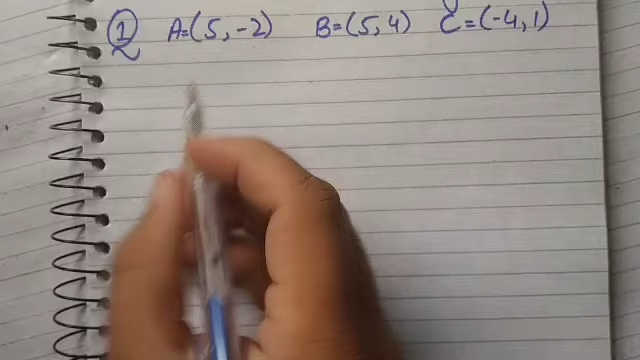 ① A=(5,-2) B=(5,4) C=(-4,1)